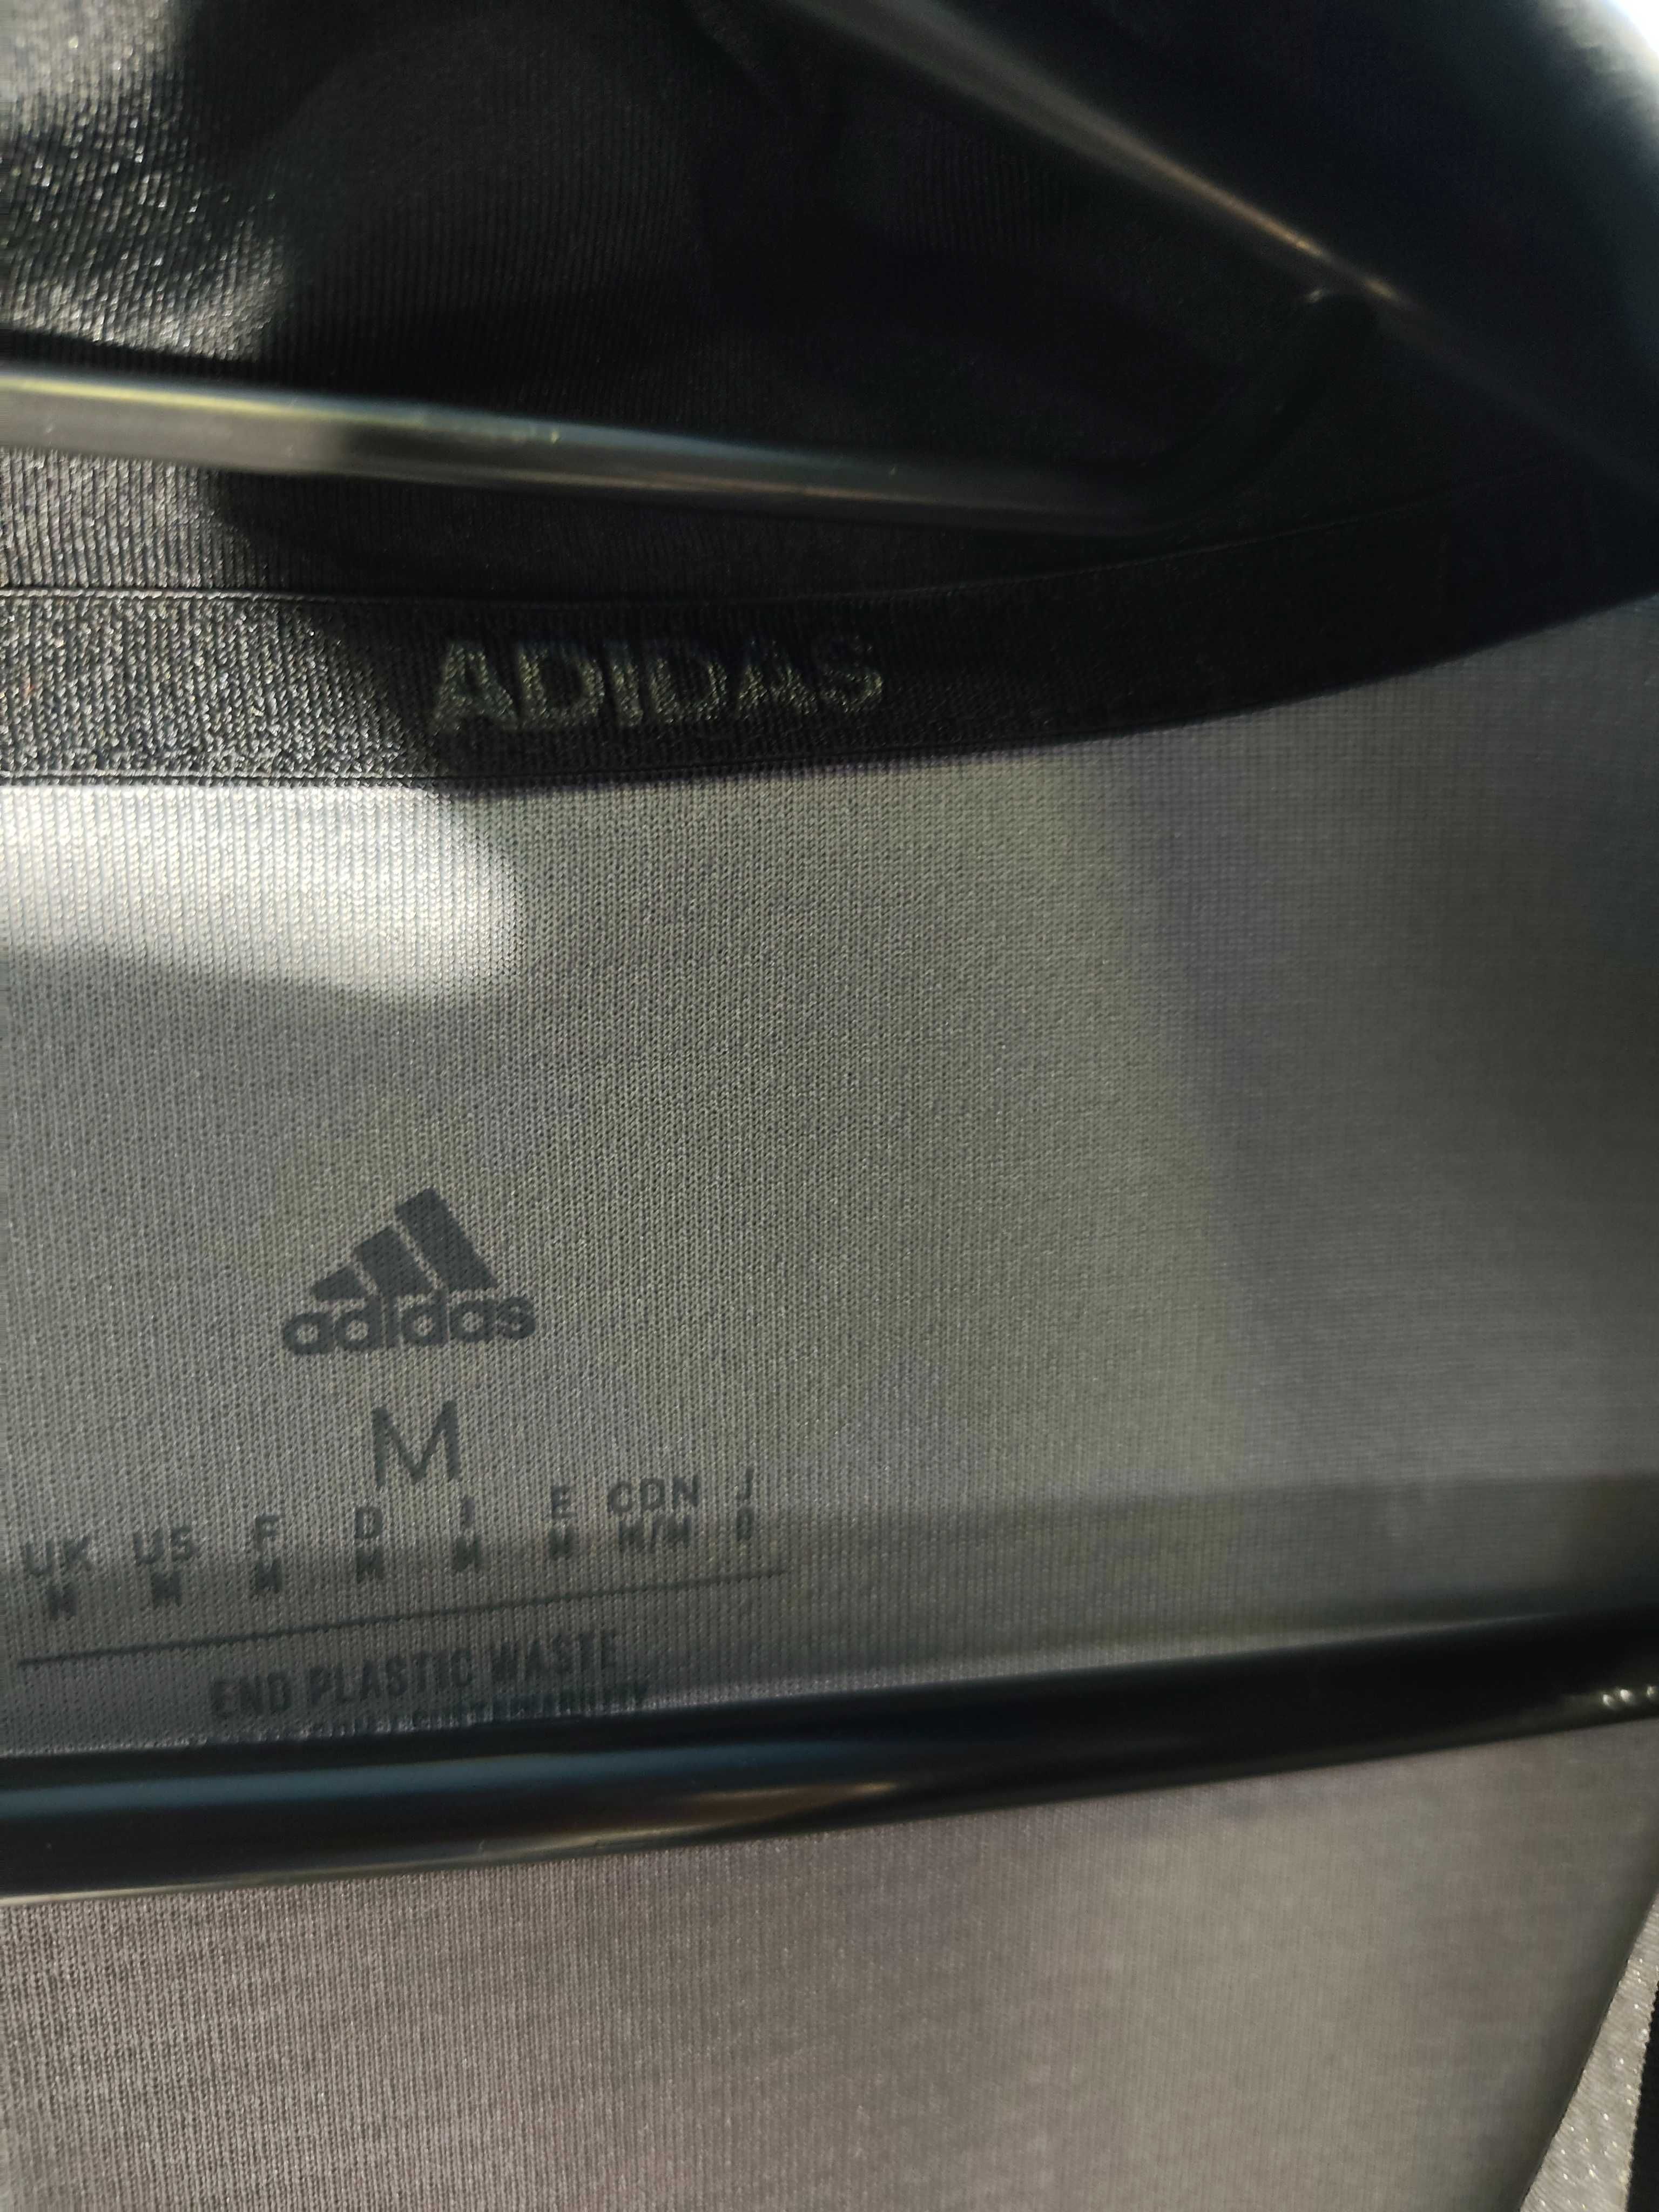 ADIDAS
adidas
M
UK US F D I E CDN J
M M M M M M M/M O
END PLASTIC WASTE